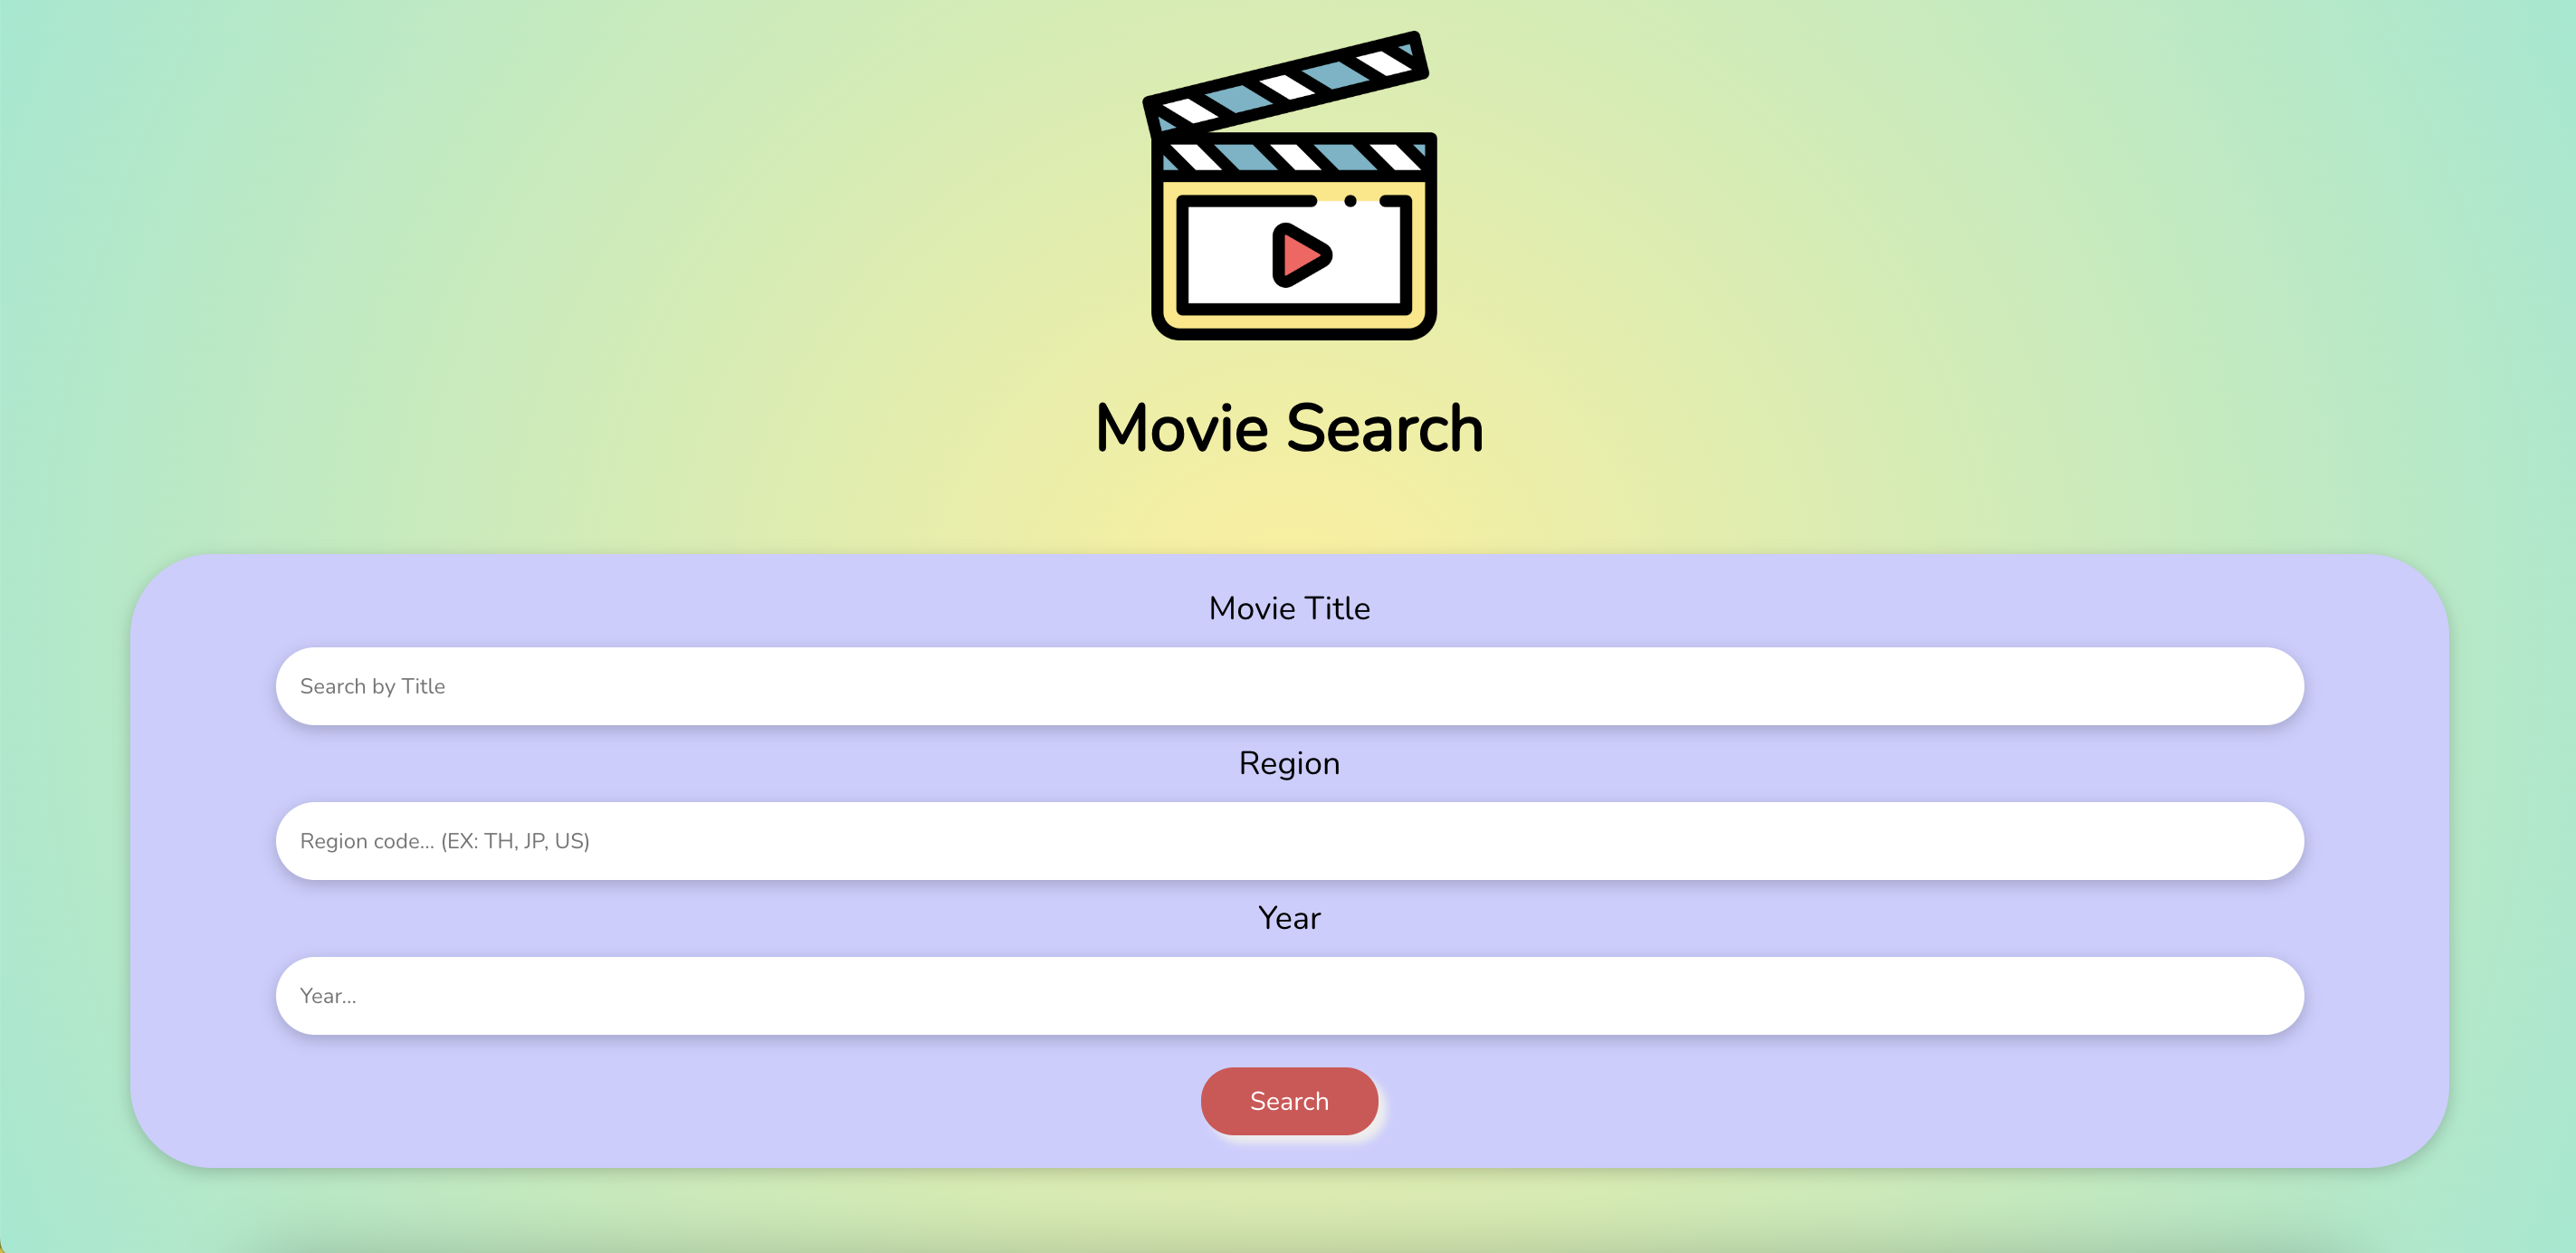 Movie Search
Movie Title
Search by Title
Region
Region code... (EX: TH, JP, US)
Year
Year...
Search